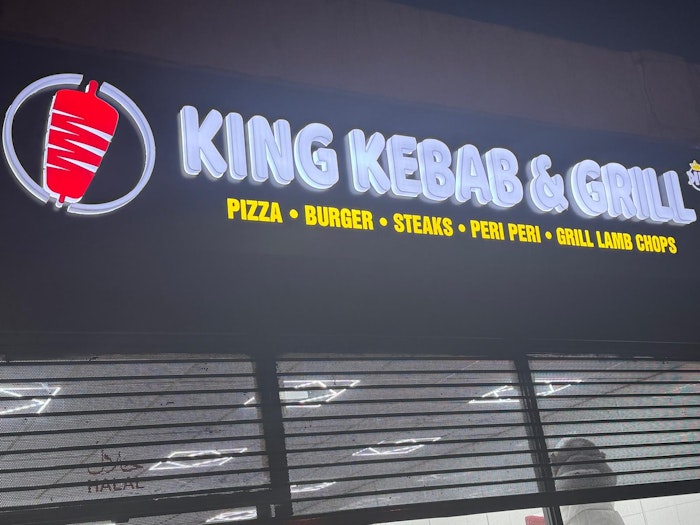 KING KEBAB & GRILL
PIZZA • BURGER • STEAKS • PERI PERI • GRILL LAMB CHOPS
حلال
HALAL